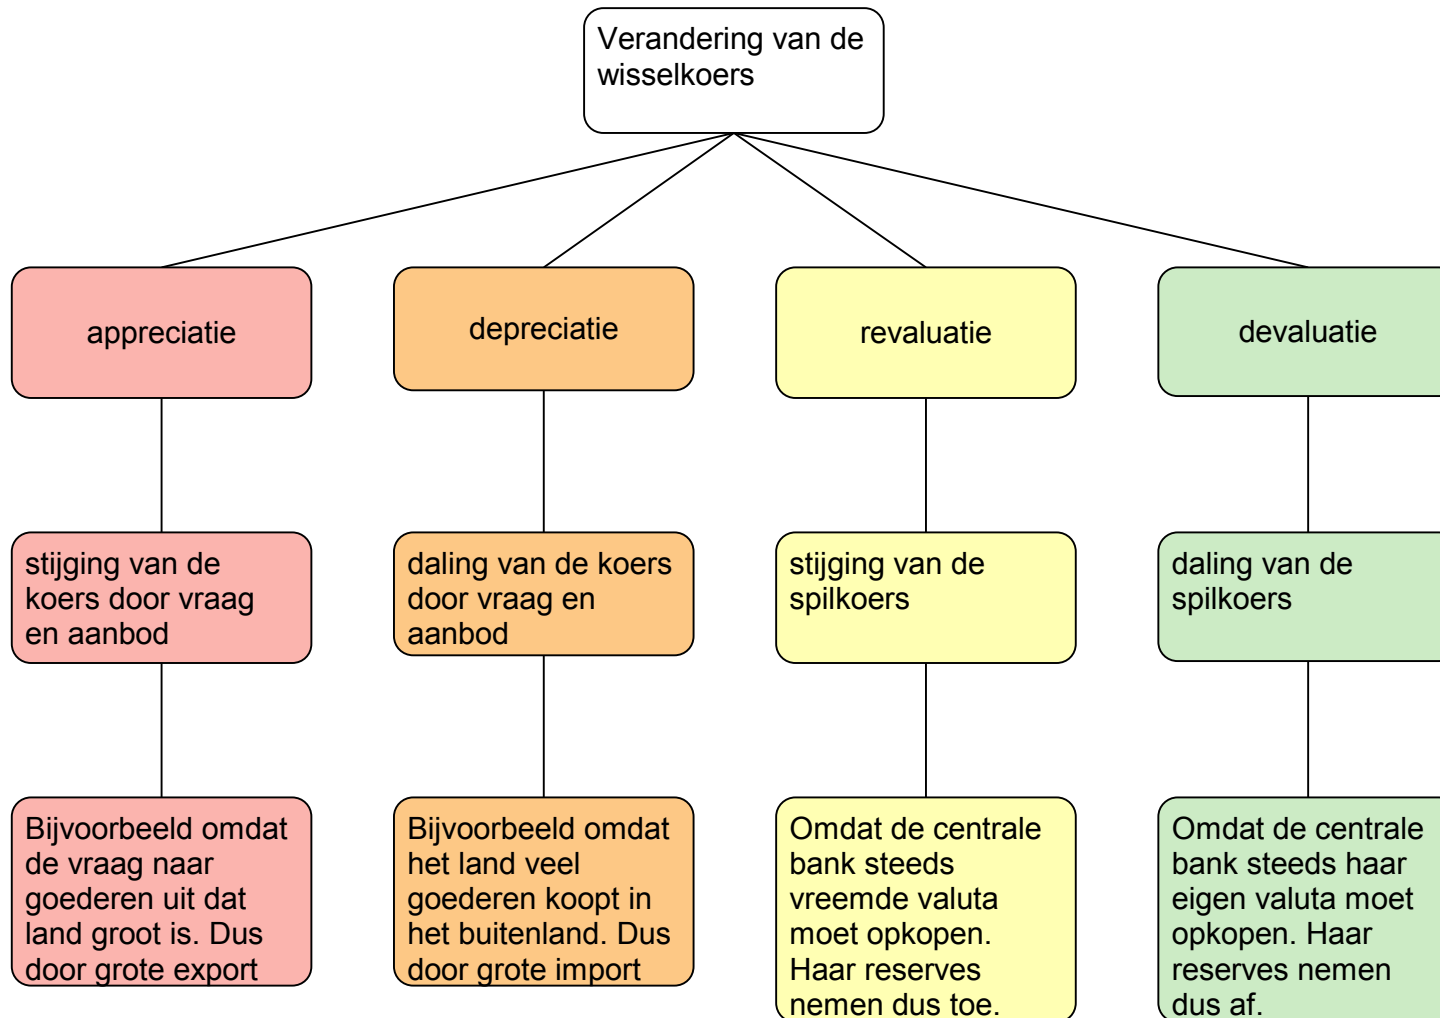 Verandering van de
wisselkoers
appreciatie
depreciatie
revaluatie
devaluatie
stijging van de
koers door vraag
en aanbod
daling van de koers
door vraag en
aanbod
stijging van de
spilkoers
daling van de
spilkoers
Bijvoorbeeld omdat
de vraag naar
goederen uit dat
land groot is. Dus
door grote export
Bijvoorbeeld omdat
het land veel
goederen koopt in
het buitenland. Dus
door grote import
Omdat de centrale
bank steeds
vreemde valuta
moet opkopen.
Haar reserves
nemen dus toe.
Omdat de centrale
bank steeds haar
eigen valuta moet
opkopen. Haar
reserves nemen
dus af.